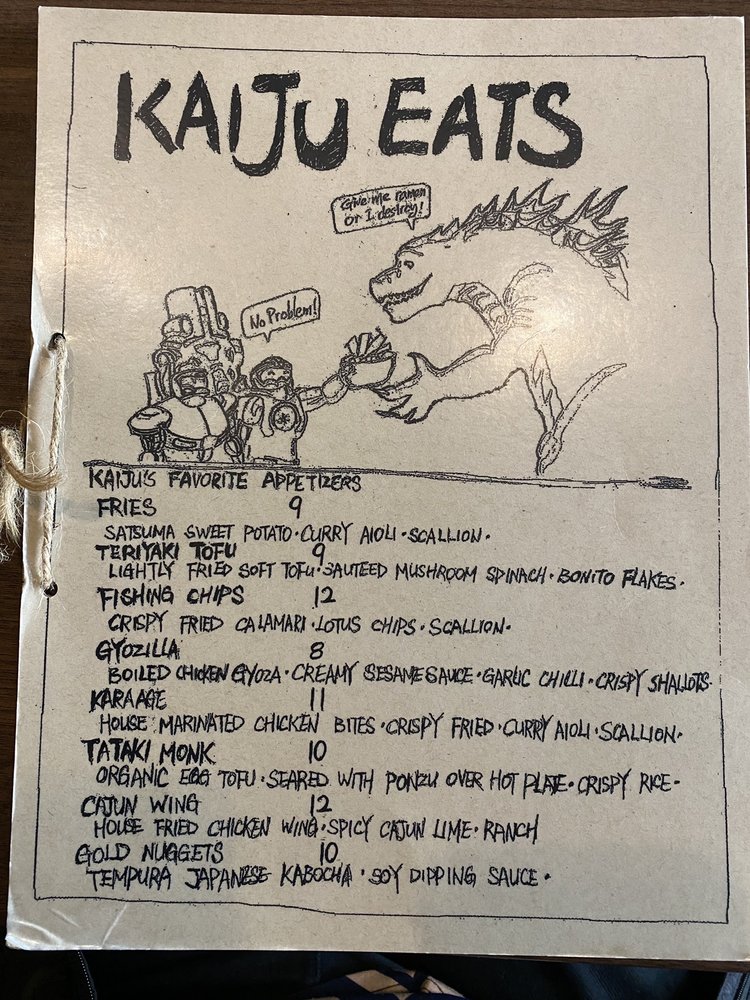 KAIJU EATS
Give me ramen
or I destroy!
No Problem!
KAIJU'S FAVORITE APPETIZERS
FRIES 9
SATSUMA SWEET POTATO · CURRY AIOLI · SCALLION ·
TERIYAKI TOFU 9
LIGHTLY FRIED SOFT TOFU · SAUTEED MUSHROOM SPINACH · BONITO FLAKES ·
FISHING CHIPS 12
CRISPY FRIED CALAMARI · LOTUS CHIPS · SCALLION ·
GYOZILLA 8
BOILED CHICKEN GYOZA · CREAMY SESAME SAUCE · GARLIC CHILLI · CRISPY SHALLOTS ·
KARAAGE 11
HOUSE MARINATED CHICKEN BITES · CRISPY FRIED · CURRY AIOLI · SCALLION ·
TATAKI MONK 10
ORGANIC EGG TOFU · SEARED WITH PONZU OVER HOT PLATE · CRISPY RICE ·
CAJUN WING 12
HOUSE FRIED CHICKEN WING · SPICY CAJUN LIME · RANCH
GOLD NUGGETS 10
TEMPURA JAPANESE KABOCHA · SOY DIPPING SAUCE ·